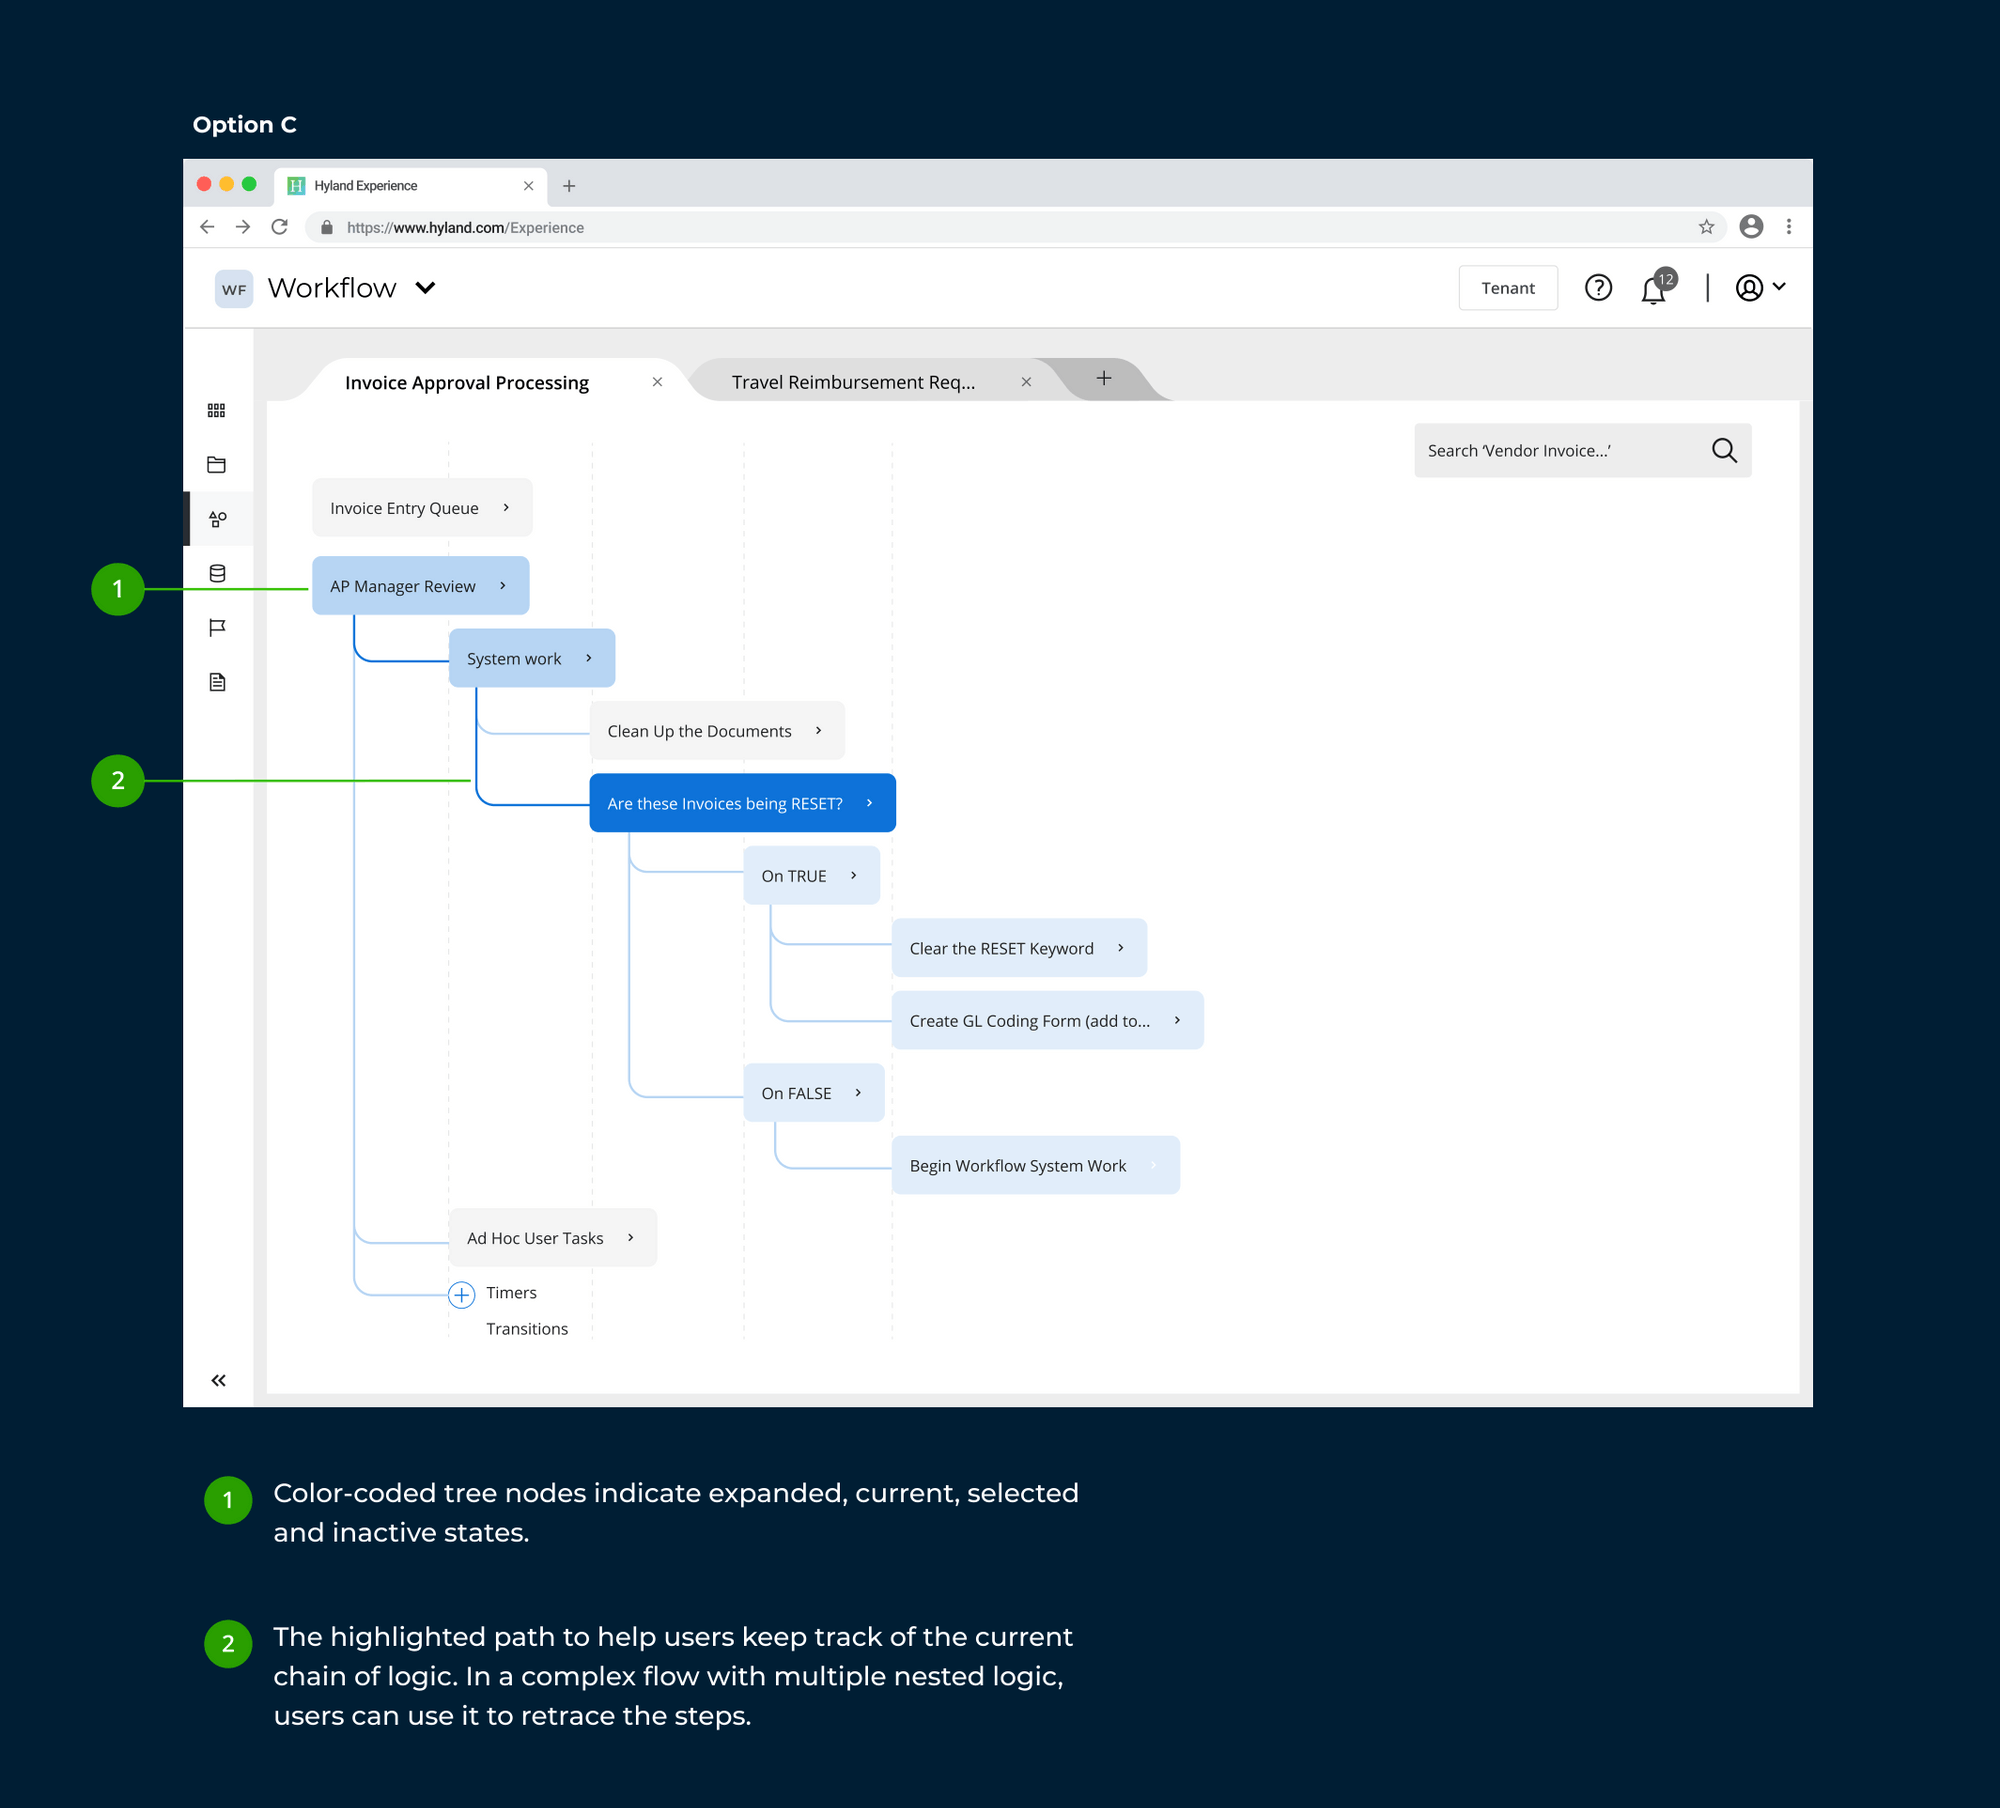 Option C
Hyland Experience
https://www.hyland.com/Experience
WF Workflow
Tenant
12
Invoice Approval Processing
Travel Reimbursement Req...
Search ‘Vendor Invoice...’
Invoice Entry Queue
1
AP Manager Review
System work
Clean Up the Documents
2
Are these Invoices being RESET?
On TRUE
Clear the RESET Keyword
Create GL Coding Form (add to...
On FALSE
Begin Workflow System Work
Ad Hoc User Tasks
Timers
Transitions
1
Color-coded tree nodes indicate expanded, current, selected
and inactive states.
2
The highlighted path to help users keep track of the current
chain of logic. In a complex flow with multiple nested logic,
users can use it to retrace the steps.